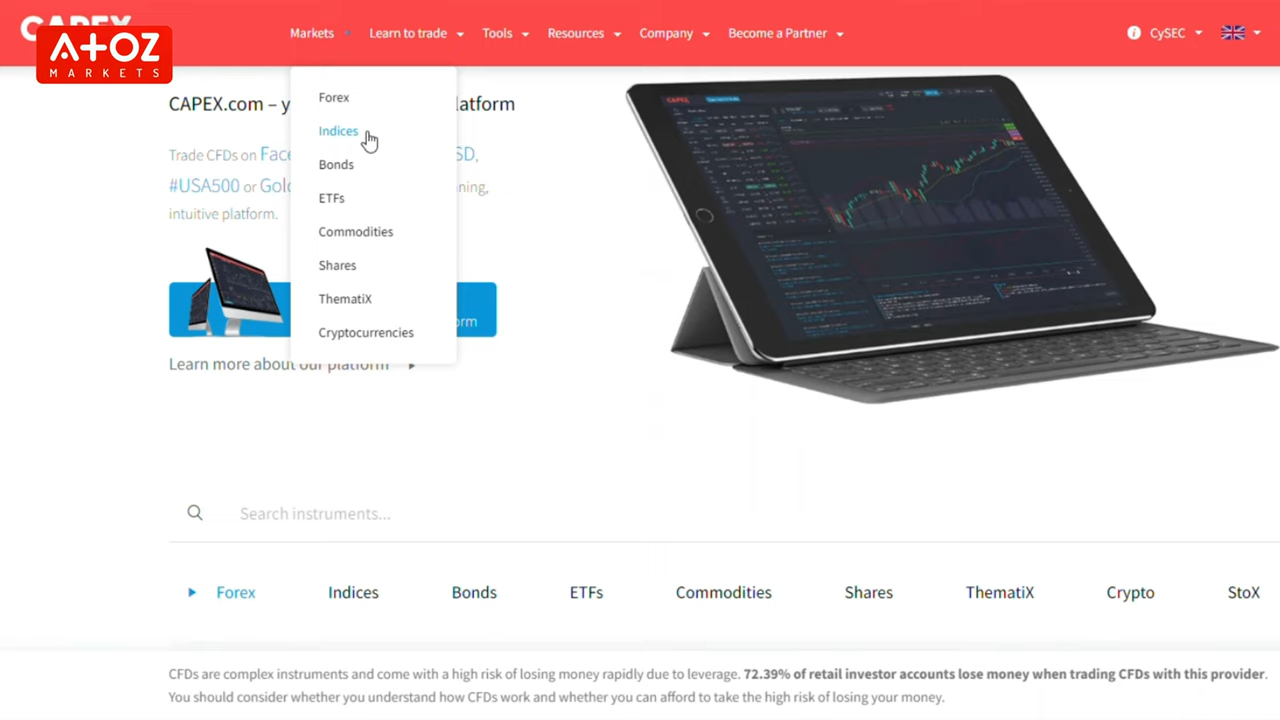 CAPEX
A+OZ
MARKETS
Markets
Learn to trade
Tools
Resources
Company
Become a Partner
CySEC
Forex
Indices
Bonds
ETFs
Commodities
Shares
ThematiX
Cryptocurrencies
CAPEX.com – y latform
Trade CFDs on Face SD,
#USA500 or Gol ning,
intuitive platform.
orm
Learn more about our platform
CAPEX
Search instruments...
Forex Indices Bonds ETFs Commodities Shares ThematiX Crypto StoX
CFDs are complex instruments and come with a high risk of losing money rapidly due to leverage. 72.39% of retail investor accounts lose money when trading CFDs with this provider.
You should consider whether you understand how CFDs work and whether you can afford to take the high risk of losing your money.